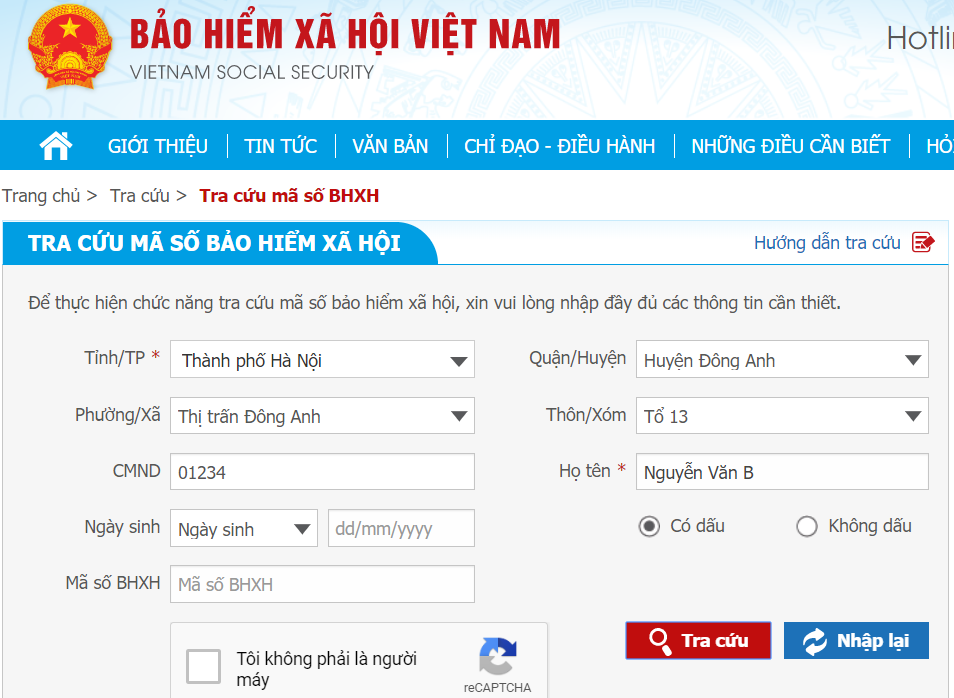 BẢO HIỂM XÃ HỘI VIỆT NAM
VIETNAM SOCIAL SECURITY
GIỚI THIỆU TIN TỨC VĂN BẢN CHỈ ĐẠO - ĐIỀU HÀNH NHỮNG ĐIỀU CẦN BIẾT
Trang chủ > Tra cứu > Tra cứu mã số BHXH
TRA CỨU MÃ SỐ BẢO HIỂM XÃ HỘI Hướng dẫn tra cứu
Để thực hiện chức năng tra cứu mã số bảo hiểm xã hội, xin vui lòng nhập đầy đủ các thông tin cần thiết.
Tỉnh/TP * Thành phố Hà Nội Quận/Huyện Huyện Đông Anh
Phường/Xã Thị trấn Đông Anh Thôn/Xóm Tổ 13
CMND 01234 Họ tên * Nguyễn Văn B
Ngày sinh Ngày sinh dd/mm/yyyy Có dấu Không dấu
Mã số BHXH Mã số BHXH
Tra cứu Nhập lại
Tôi không phải là người
máy
reCAPTCHA